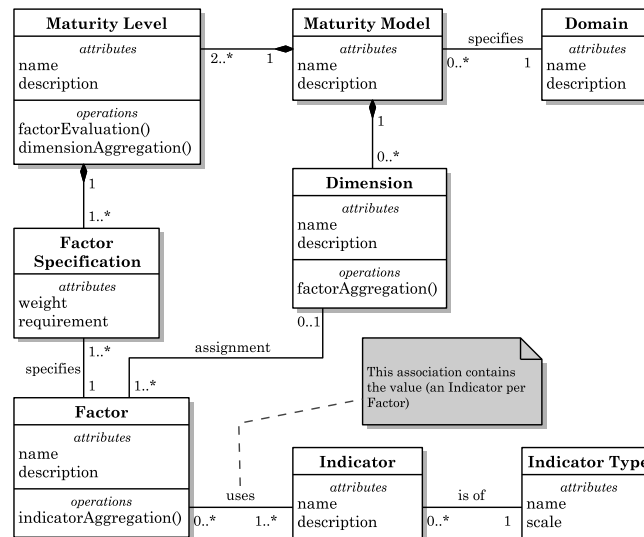 Maturity Level
attributes
name
description
operations
factorEvaluation()
dimensionAggregation()
2..*
1
Maturity Model
attributes
name
description
specifies
0..*
1
Domain
attributes
name
description
1
1..*
1
0..*
Factor
Specification
attributes
weight
requirement
Dimension
attributes
name
description
operations
factorAggregation()
0..1
assignment
1..*
specifies
1
1..*
This association contains
the value (an Indicator per
Factor)
Factor
attributes
name
description
operations
indicatorAggregation()
uses
0..*
1..*
Indicator
attributes
name
description
is of
0..*
1
Indicator Type
attributes
name
scale